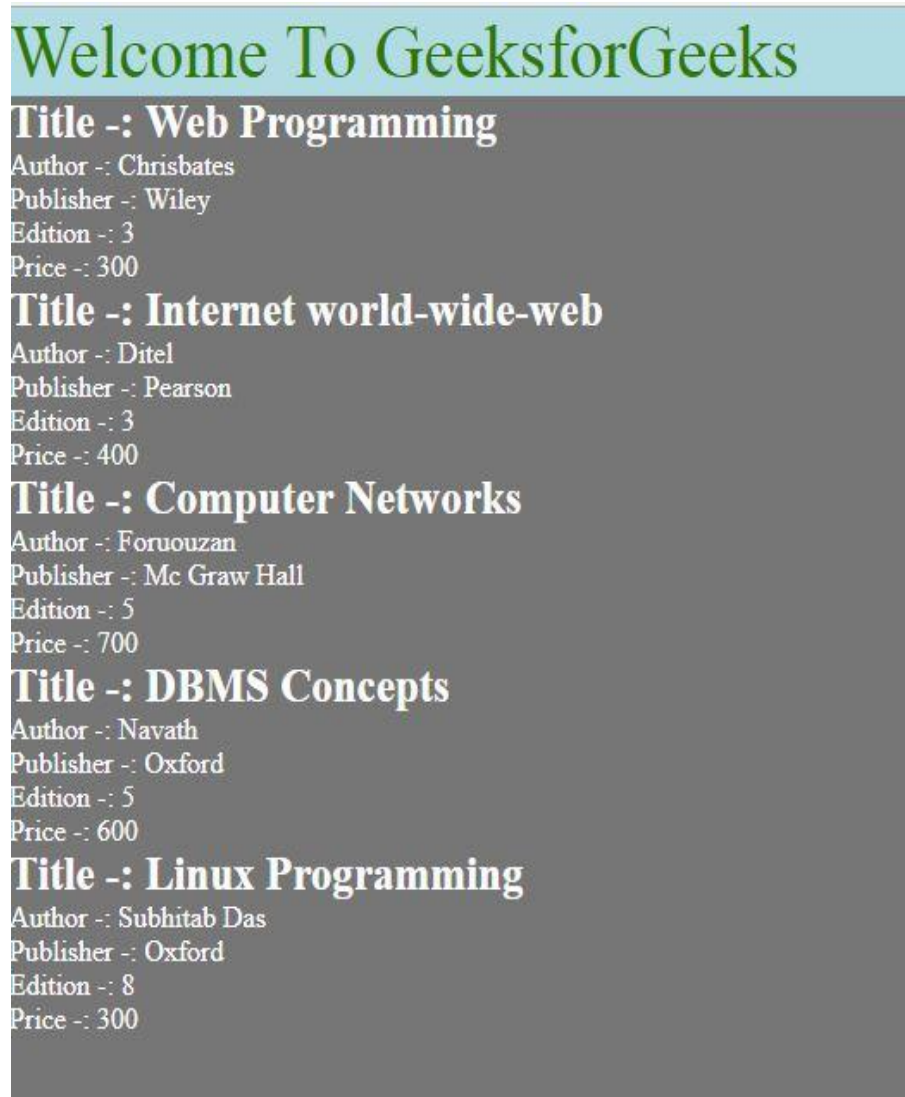 Welcome To GeeksforGeeks
Title -: Web Programming
Author -: Chrisbates
Publisher -: Wiley
Edition -: 3
Price -: 300
Title -: Internet world-wide-web
Author -: Ditel
Publisher -: Pearson
Edition -: 3
Price -: 400
Title -: Computer Networks
Author -: Foruouzan
Publisher -: Mc Graw Hall
Edition -: 5
Price -: 700
Title -: DBMS Concepts
Author -: Navath
Publisher -: Oxford
Edition -: 5
Price -: 600
Title -: Linux Programming
Author -: Subhitab Das
Publisher -: Oxford
Edition -: 8
Price -: 300